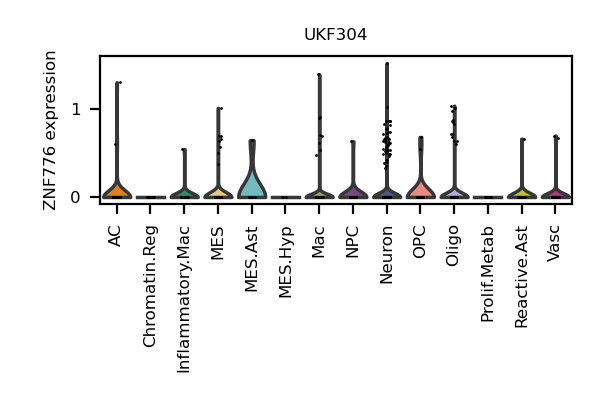 UKF304
ZNF776 expression
1
0
AC
Chromatin.Reg
Inflammatory.Mac
MES
MES.Ast
MES.Hyp
Mac
NPC
Neuron
OPC
Oligo
Prolif.Metab
Reactive.Ast
Vasc